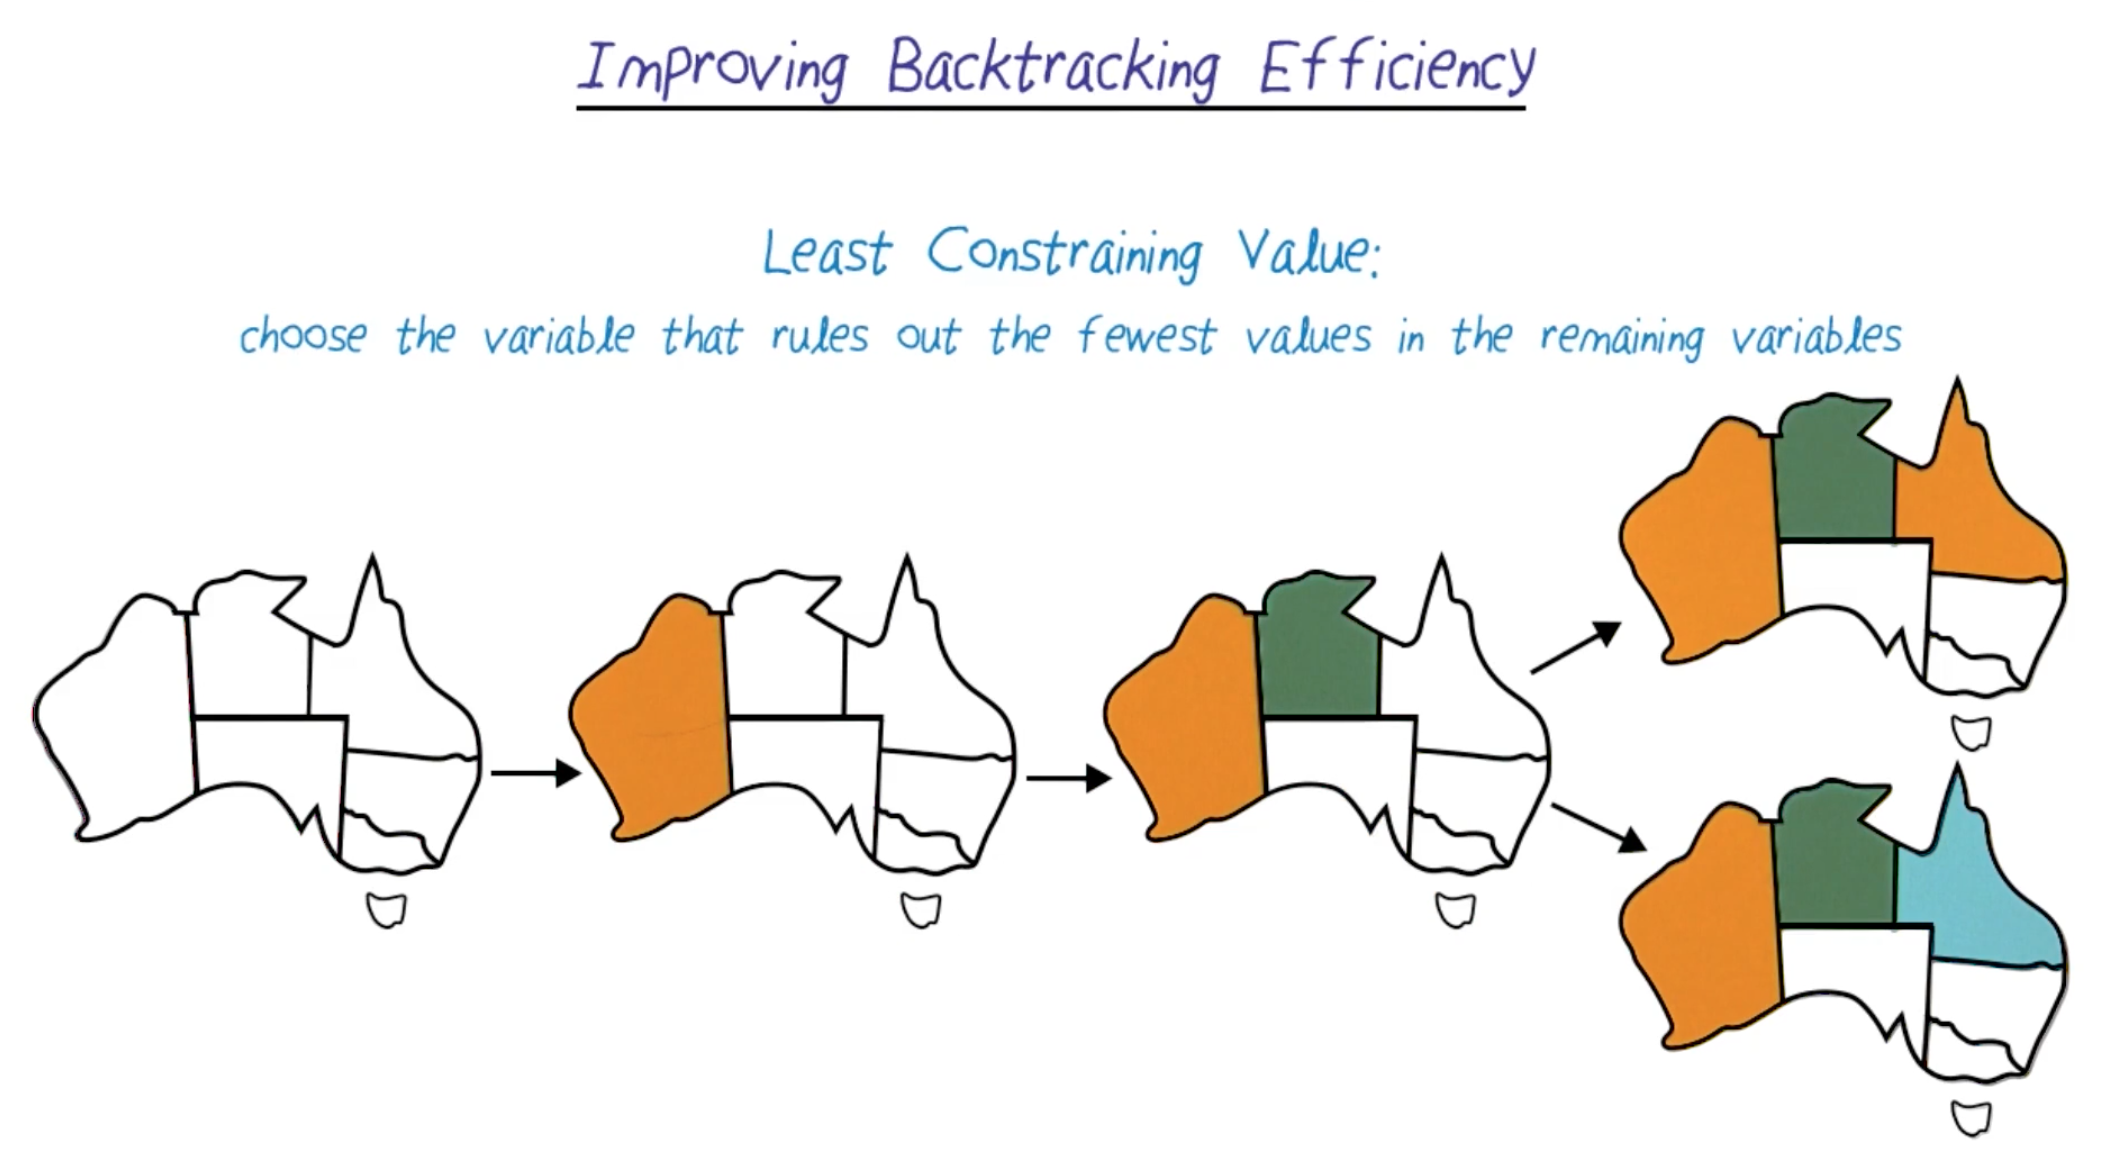 Improving Backtracking Efficiency
Least Constraining Value:
choose the variable that rules out the fewest values in the remaining variables